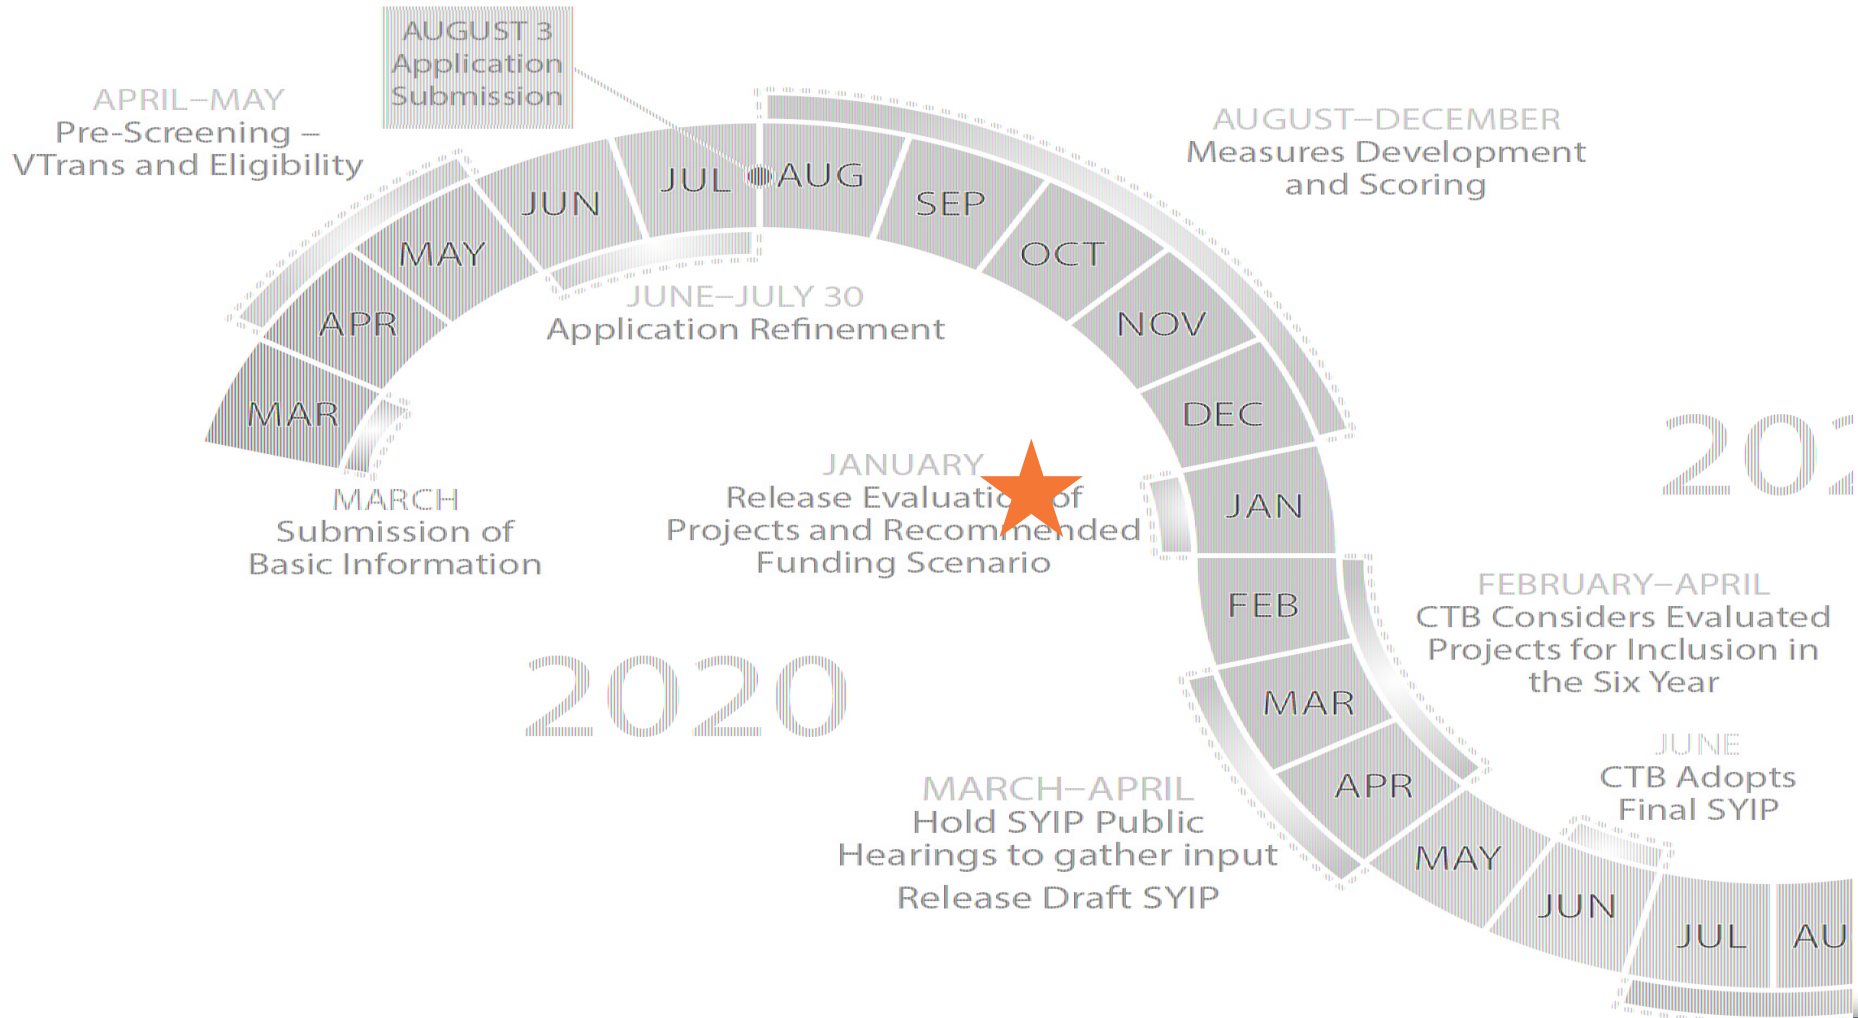 AUGUST 3
Application
Submission
APRIL–MAY
Pre-Screening –
VTrans and Eligibility
AUGUST–DECEMBER
Measures Development
and Scoring
MAR
APR
MAY
JUN
JUL
AUG
SEP
OCT
NOV
DEC
JAN
FEB
MAR
APR
MAY
JUN
JUL
AU
JUNE–JULY 30
Application Refinement
MARCH
Submission of
Basic Information
JANUARY
Release of
Projects and Recommended
Funding Scenario
202
2020
FEBRUARY–APRIL
CTB Considers Evaluated
Projects for Inclusion in
the Six Year
MARCH–APRIL
Hold SYIP Public
Hearings to gather input
Release Draft SYIP
JUNE
CTB Adopts
Final SYIP